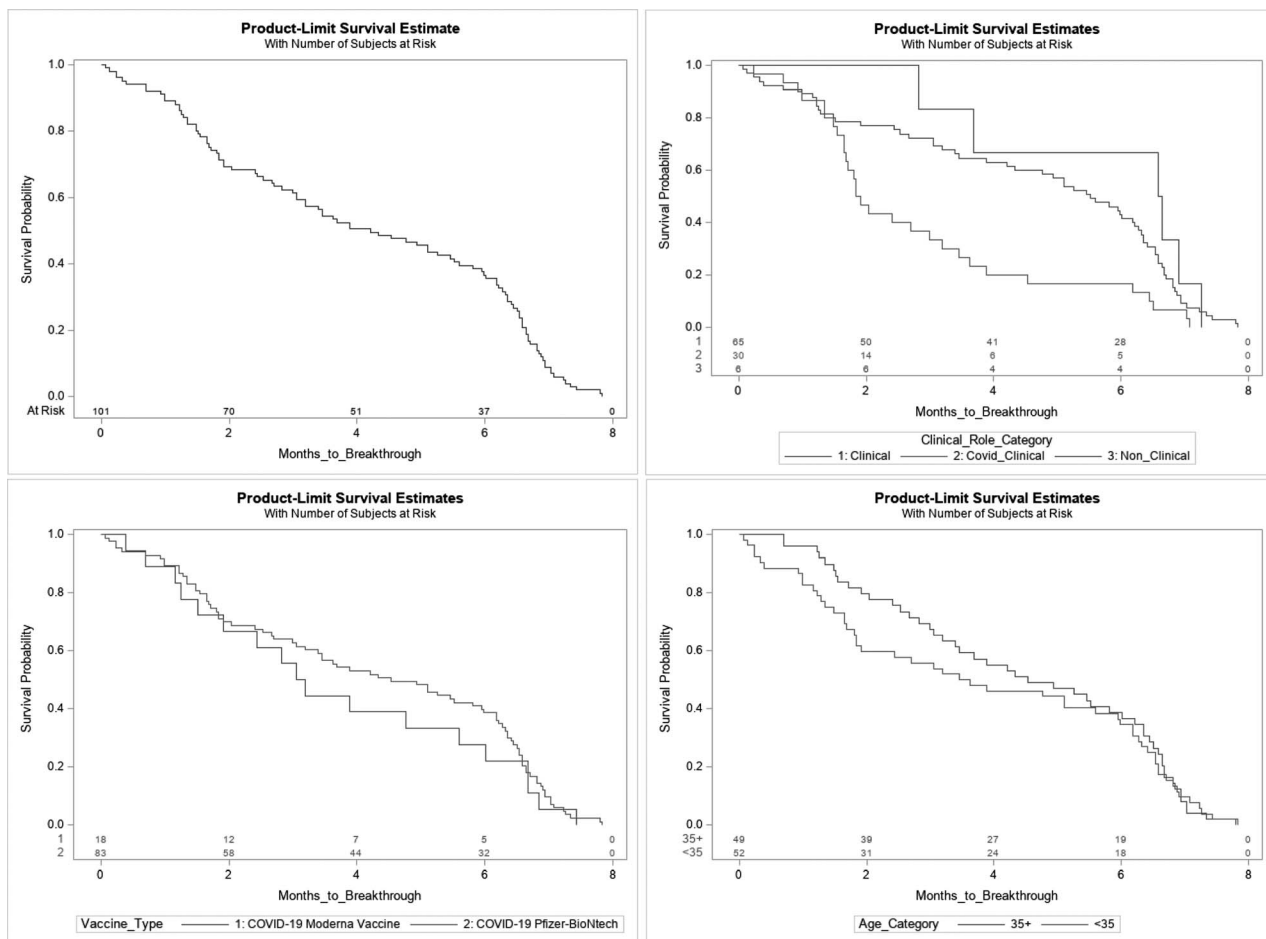 Product-Limit Survival Estimate
With Number of Subjects at Risk
1.0
0.8
0.6
0.4
0.2
0.0
Survival Probability
At Risk 101 70 51 37 0
0 2 4 6 8
Months_to_Breakthrough
Product-Limit Survival Estimates
With Number of Subjects at Risk
1.0
0.8
0.6
0.4
0.2
0.0
Survival Probability
1 65 50 41 28 0
2 30 14 6 5 0
3 6 6 4 4 0
0 2 4 6 8
Months_to_Breakthrough
Clinical_Role_Category
1: Clinical 2: Covid_Clinical 3: Non_Clinical
Product-Limit Survival Estimates
With Number of Subjects at Risk
1.0
0.8
0.6
0.4
0.2
0.0
Survival Probability
1 18 12 7 5 0
2 83 58 44 32 0
0 2 4 6 8
Months_to_Breakthrough
Vaccine_Type 1: COVID-19 Moderna Vaccine 2: COVID-19 Pfizer-BioNtech
Product-Limit Survival Estimates
With Number of Subjects at Risk
1.0
0.8
0.6
0.4
0.2
0.0
Survival Probability
35+ 49 39 27 19 0
<35 52 31 24 18 0
0 2 4 6 8
Months_to_Breakthrough
Age_Category 35+ <35